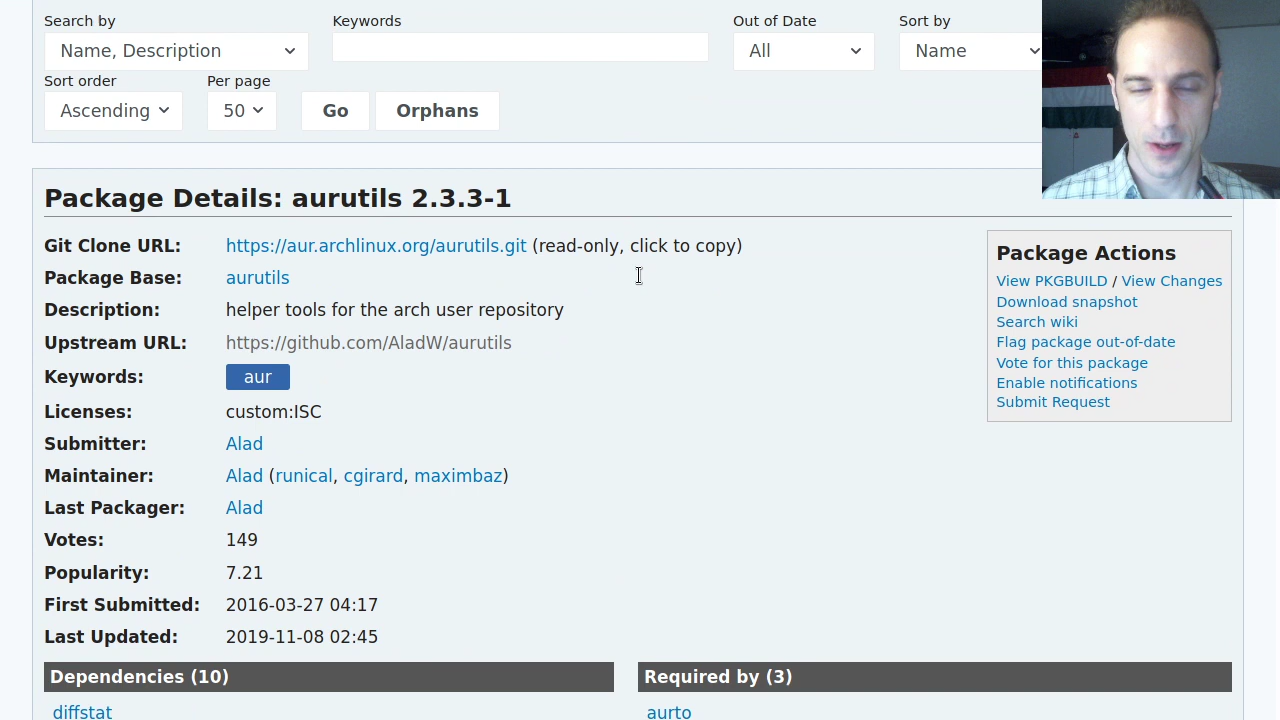 Search by
Keywords
Out of Date
Sort by
Name, Description
All
Name
Sort order
Per page
Ascending
50
Go
Orphans
Package Details: aurutils 2.3.3-1
Git Clone URL: https://aur.archlinux.org/aurutils.git (read-only, click to copy)
Package Base: aurutils
Description: helper tools for the arch user repository
Upstream URL: https://github.com/AladW/aurutils
Keywords: aur
Licenses: custom:ISC
Submitter: Alad
Maintainer: Alad (runical, cgirard, maximbaz)
Last Packager: Alad
Votes: 149
Popularity: 7.21
First Submitted: 2016-03-27 04:17
Last Updated: 2019-11-08 02:45
Package Actions
View PKGBUILD / View Changes
Download snapshot
Search wiki
Flag package out-of-date
Vote for this package
Enable notifications
Submit Request
Dependencies (10)
diffstat
Required by (3)
aurto